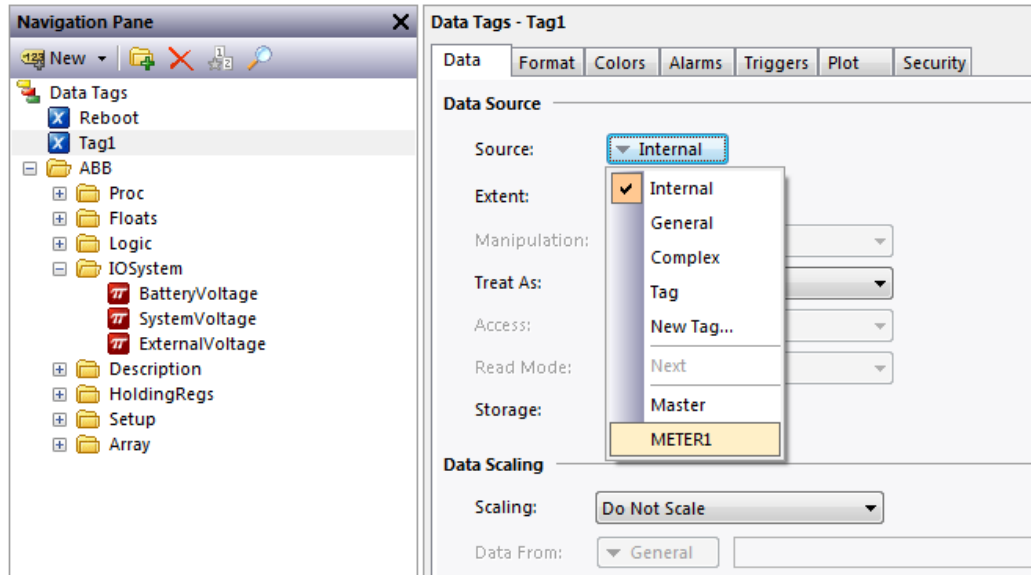 Navigation Pane
New
Data Tags
Reboot
Tag1
ABB
Proc
Floats
Logic
IOSystem
BatteryVoltage
SystemVoltage
ExternalVoltage
Description
HoldingRegs
Setup
Array
Data Tags - Tag1
Data Format Colors Alarms Triggers Plot Security
Data Source
Source: Internal
Internal
General
Complex
Tag
New Tag...
Next
Master
METER1
Extent:
Manipulation:
Treat As:
Access:
Read Mode:
Storage:
Data Scaling
Scaling: Do Not Scale
Data From: General